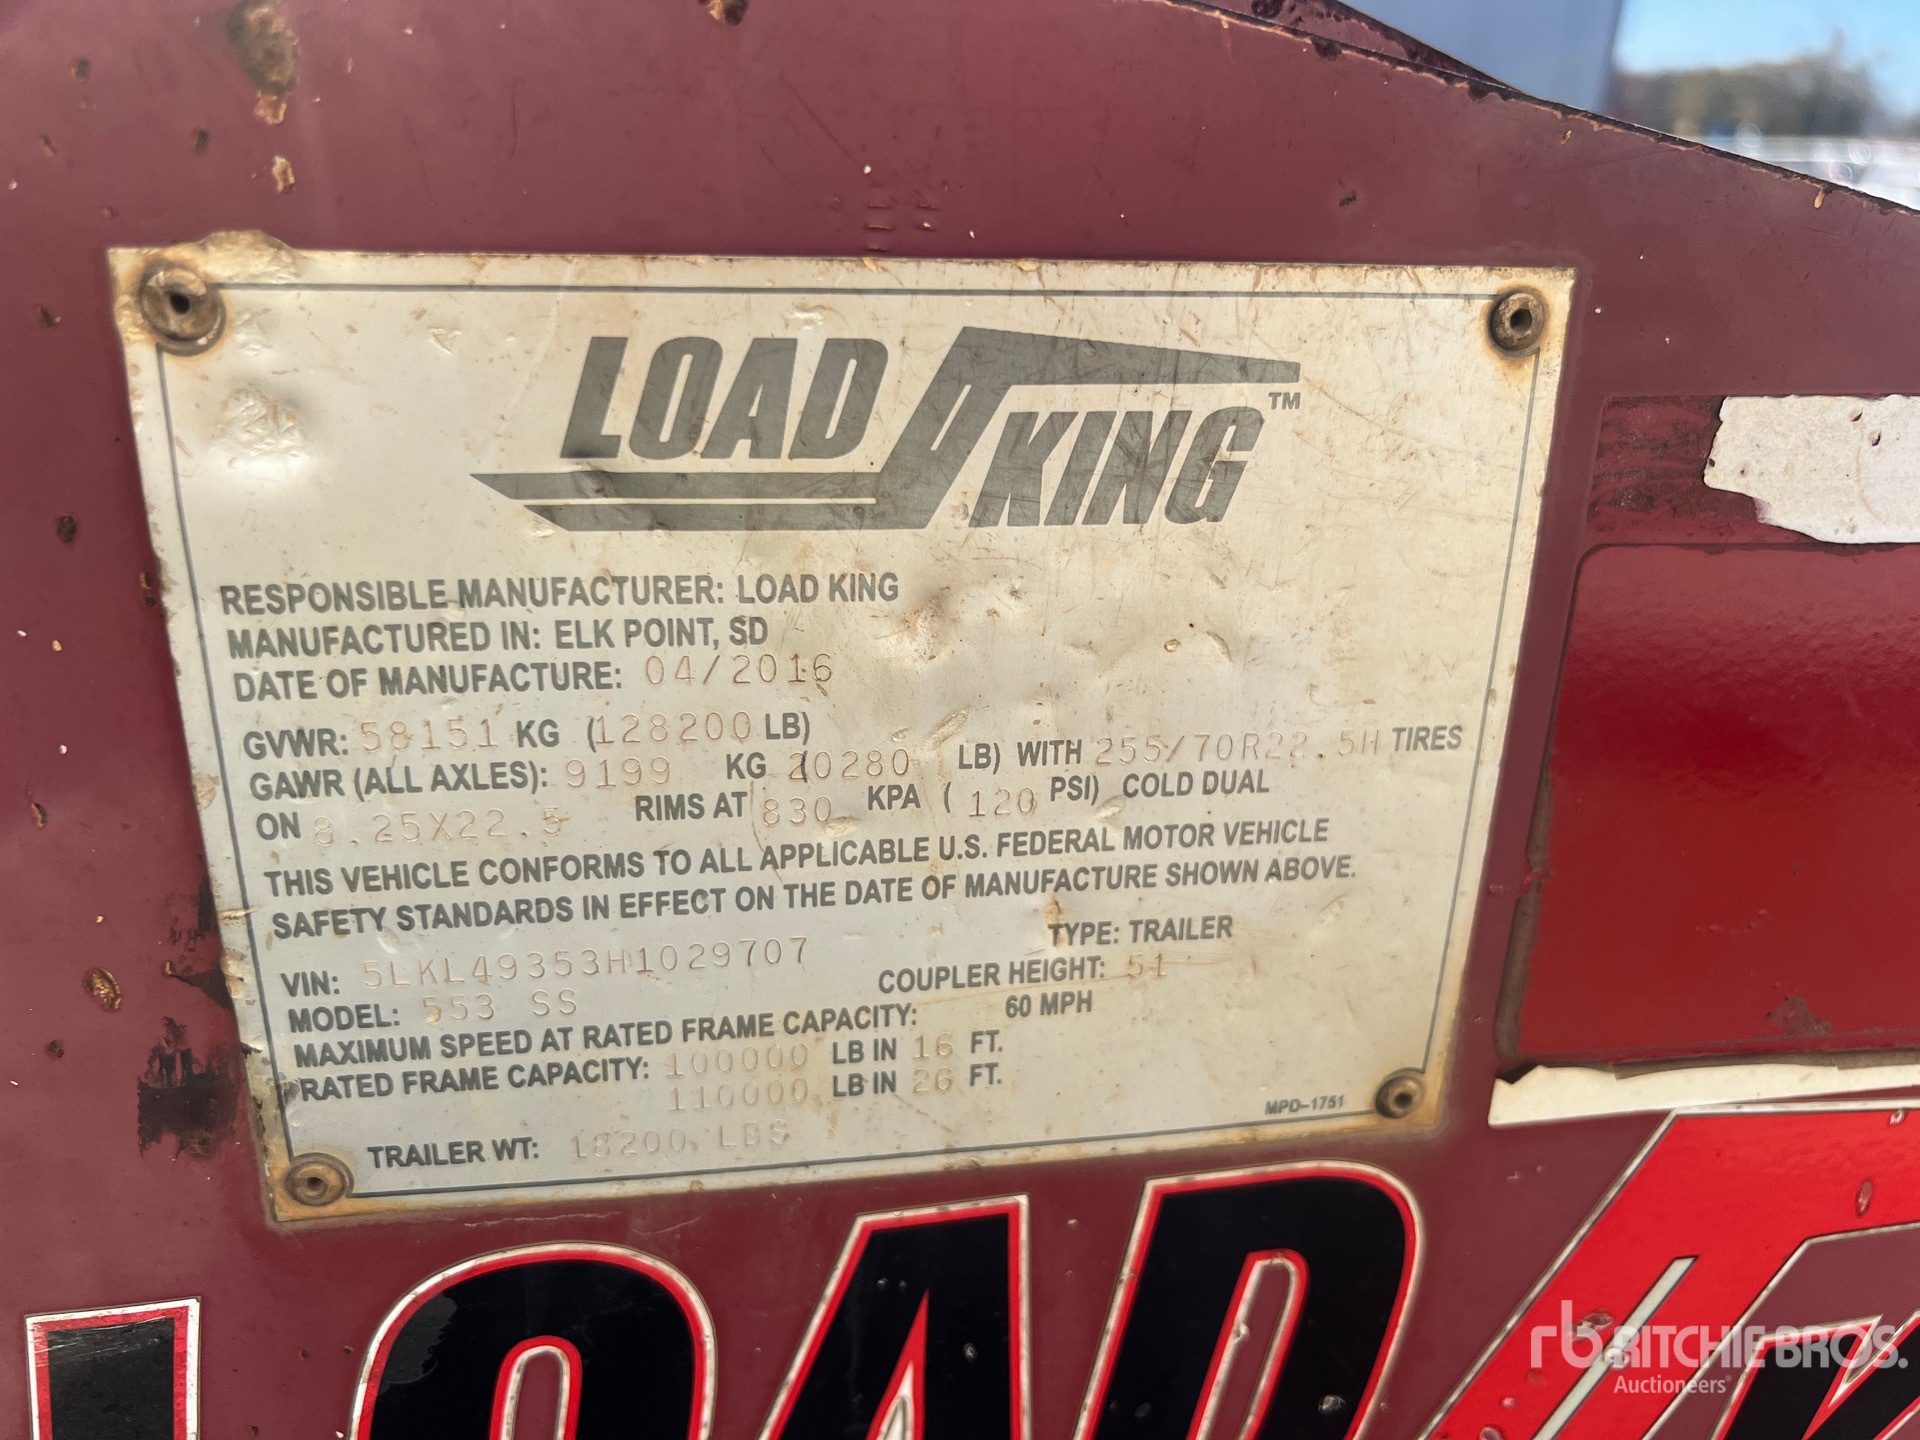 LOAD KING™
RESPONSIBLE MANUFACTURER: LOAD KING
MANUFACTURED IN: ELK POINT, SD
DATE OF MANUFACTURE: 04/2016
GVWR: 58151 KG (128200 LB)
GAWR (ALL AXLES): 9199 KG (20280 LB) WITH 255/70R22.5H TIRES
ON 8.25X22.5 RIMS AT 830 KPA (120 PSI) COLD DUAL
THIS VEHICLE CONFORMS TO ALL APPLICABLE U.S. FEDERAL MOTOR VEHICLE
SAFETY STANDARDS IN EFFECT ON THE DATE OF MANUFACTURE SHOWN ABOVE.
VIN: 5LKL49353H1029707 TYPE: TRAILER
MODEL: 553 SS COUPLER HEIGHT: 51
MAXIMUM SPEED AT RATED FRAME CAPACITY: 60 MPH
RATED FRAME CAPACITY: 100000 LB IN 16 FT.
110000 LB IN 26 FT.
MPD-1751
TRAILER WT: 18200 LBS
LOAD K
rb RITCHIE BROS.
Auctioneers